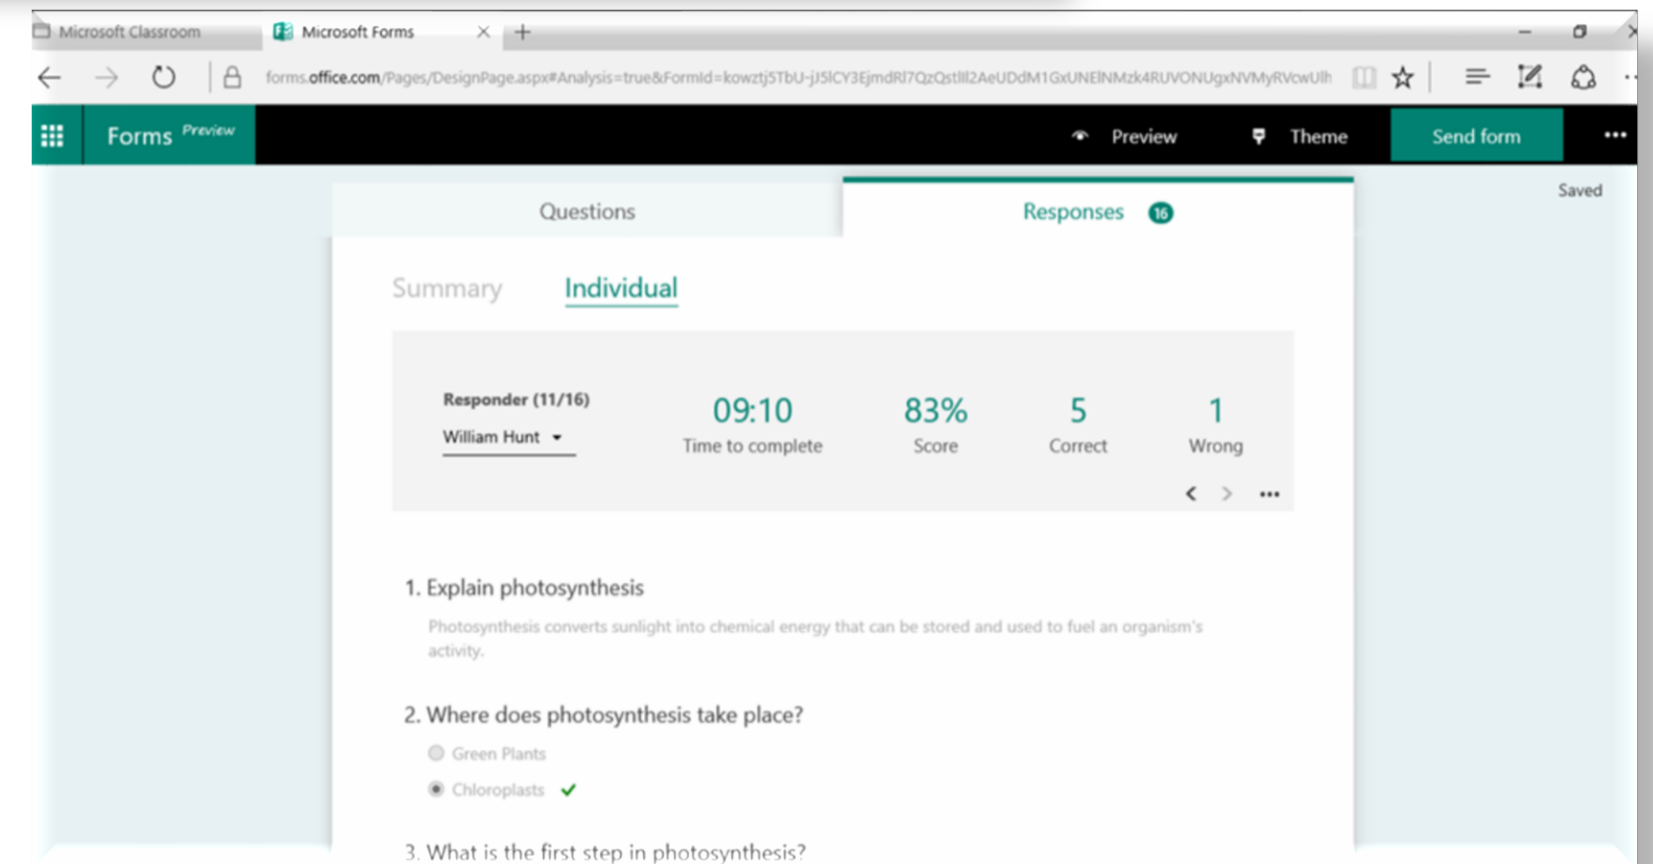 Microsoft Classroom
Microsoft Forms
forms.office.com/Pages/DesignPage.aspx#Analysis=true&FormId=
Forms Preview
Preview
Theme
Send form
Saved
Questions
Responses 16
Summary
Individual
Responder (11/16)
William Hunt
09:10
Time to complete
83%
Score
5
Correct
1
Wrong
1. Explain photosynthesis
Photosynthesis converts sunlight into chemical energy that can be stored and used to fuel an organism's
activity.
2. Where does photosynthesis take place?
Green Plants
Chloroplasts
3. What is the first step in photosynthesis?